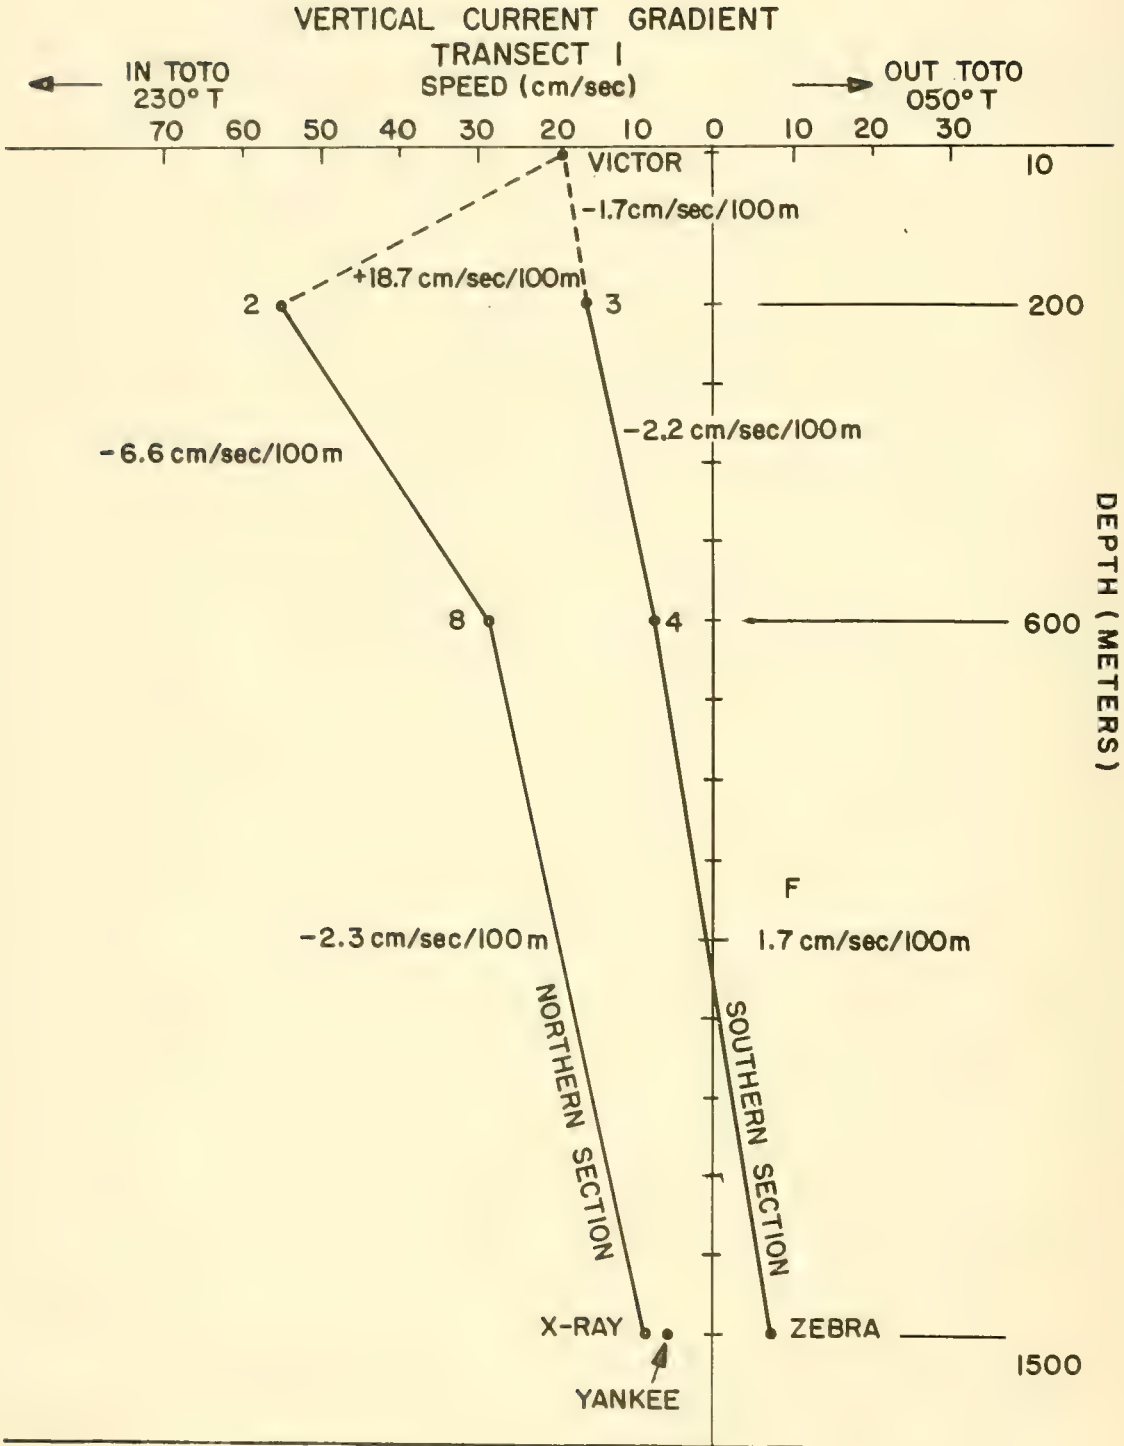 VERTICAL CURRENT GRADIENT
TRANSECT 1
SPEED (cm/sec)
IN TOTO
230° T
OUT TOTO
050° T
70 60 50 40 30 20 10 0 10 20 30
VICTOR
10
-1.7cm/sec/100m
+18.7 cm/sec/100m
2
3
200
-2.2 cm/sec/100m
-6.6 cm/sec/100m
DEPTH (METERS)
8
4
600
F
-2.3 cm/sec/100m
1.7 cm/sec/100m
NORTHERN SECTION
SOUTHERN SECTION
X-RAY
ZEBRA
1500
YANKEE